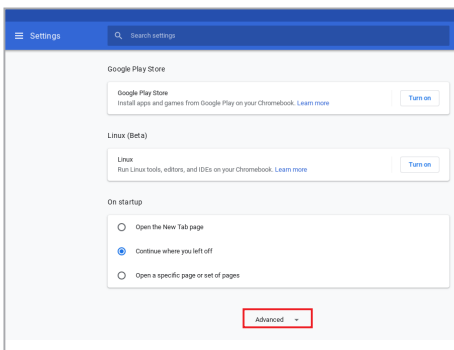 Settings
Search settings
Google Play Store
Google Play Store
Install apps and games from Google Play on your Chromebook. Learn more
Turn on
Linux (Beta)
Linux
Run Linux tools, editors, and IDEs on your Chromebook. Learn more
Turn on
On startup
Open the New Tab page
Continue where you left off
Open a specific page or set of pages
Advanced